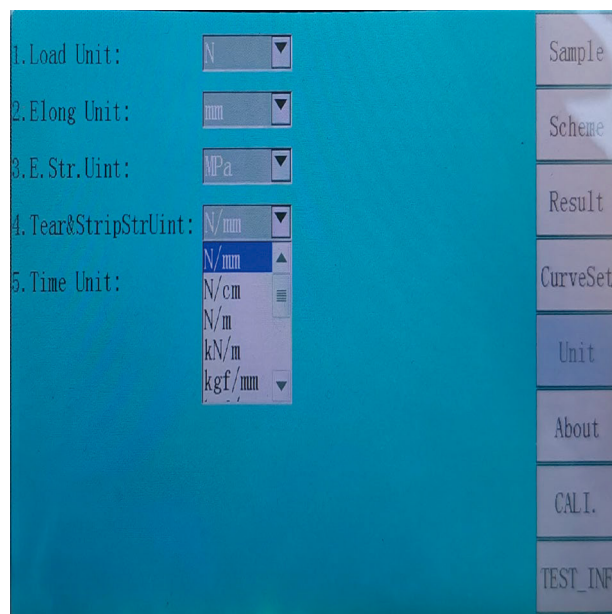 1.Load Unit: N
2.Elong Unit: mm
3.E.Str.Uint: MPa
4.Tear&StripStrUint: N/mm
N/mm
N/cm
N/m
kN/m
kgf/mm
5.Time Unit:
Sample
Scheme
Result
CurveSet
Unit
About
CALI.
TEST_INF